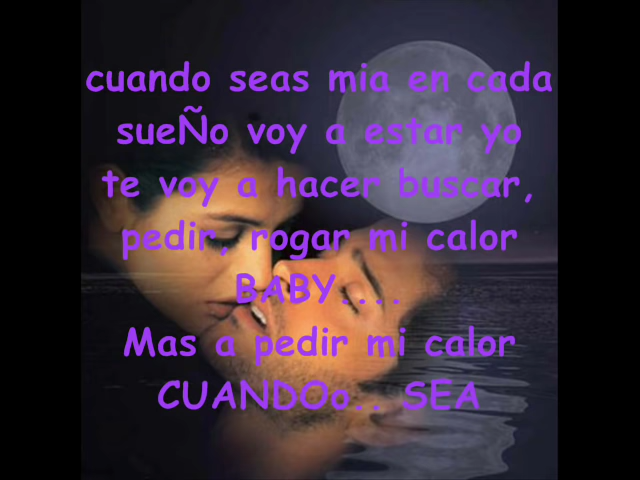 cuando seas mia en cada
sueÑo voy a estar yo
te voy a hacer buscar,
pedir, rogar mi calor
BABY....
Mas a pedir mi calor
CUANDOo.. SEA